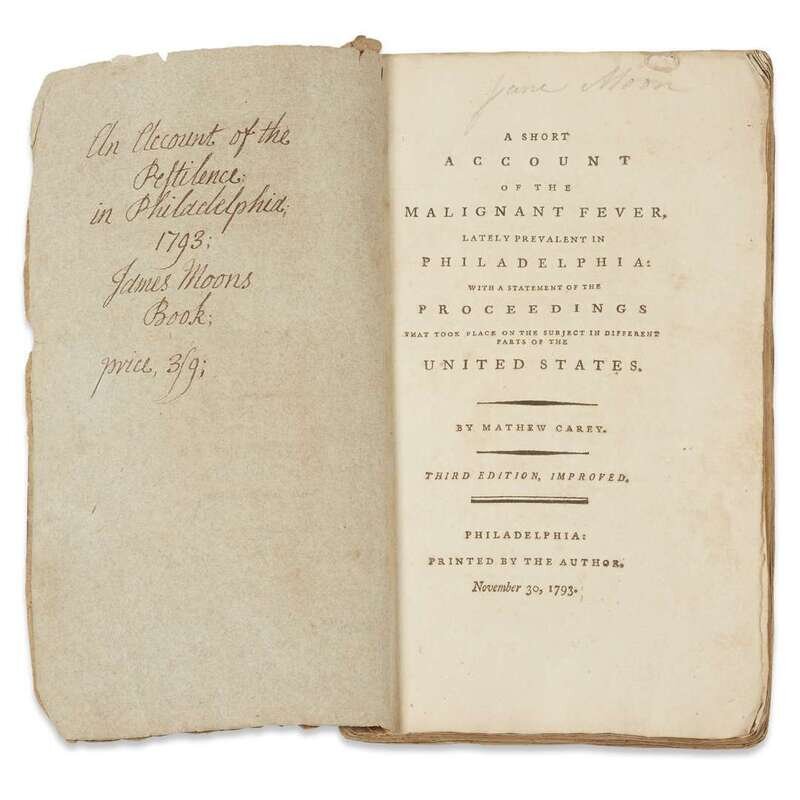 An Account of the
Peſtilence;
in Philadelphia;
1793;
James Moons
Book;
price, 3/9;
Jane Moon
A SHORT
ACCOUNT
OF THE
MALIGNANT FEVER,
LATELY PREVALENT IN
PHILADELPHIA:
WITH A STATEMENT OF THE
PROCEEDINGS
THAT TOOK PLACE ON THE SUBJECT IN DIFFERENT
PARTS OF THE
UNITED STATES.
BY MATHEW CAREY.
THIRD EDITION, IMPROVED.
PHILADELPHIA:
PRINTED BY THE AUTHOR.
November 30, 1793.